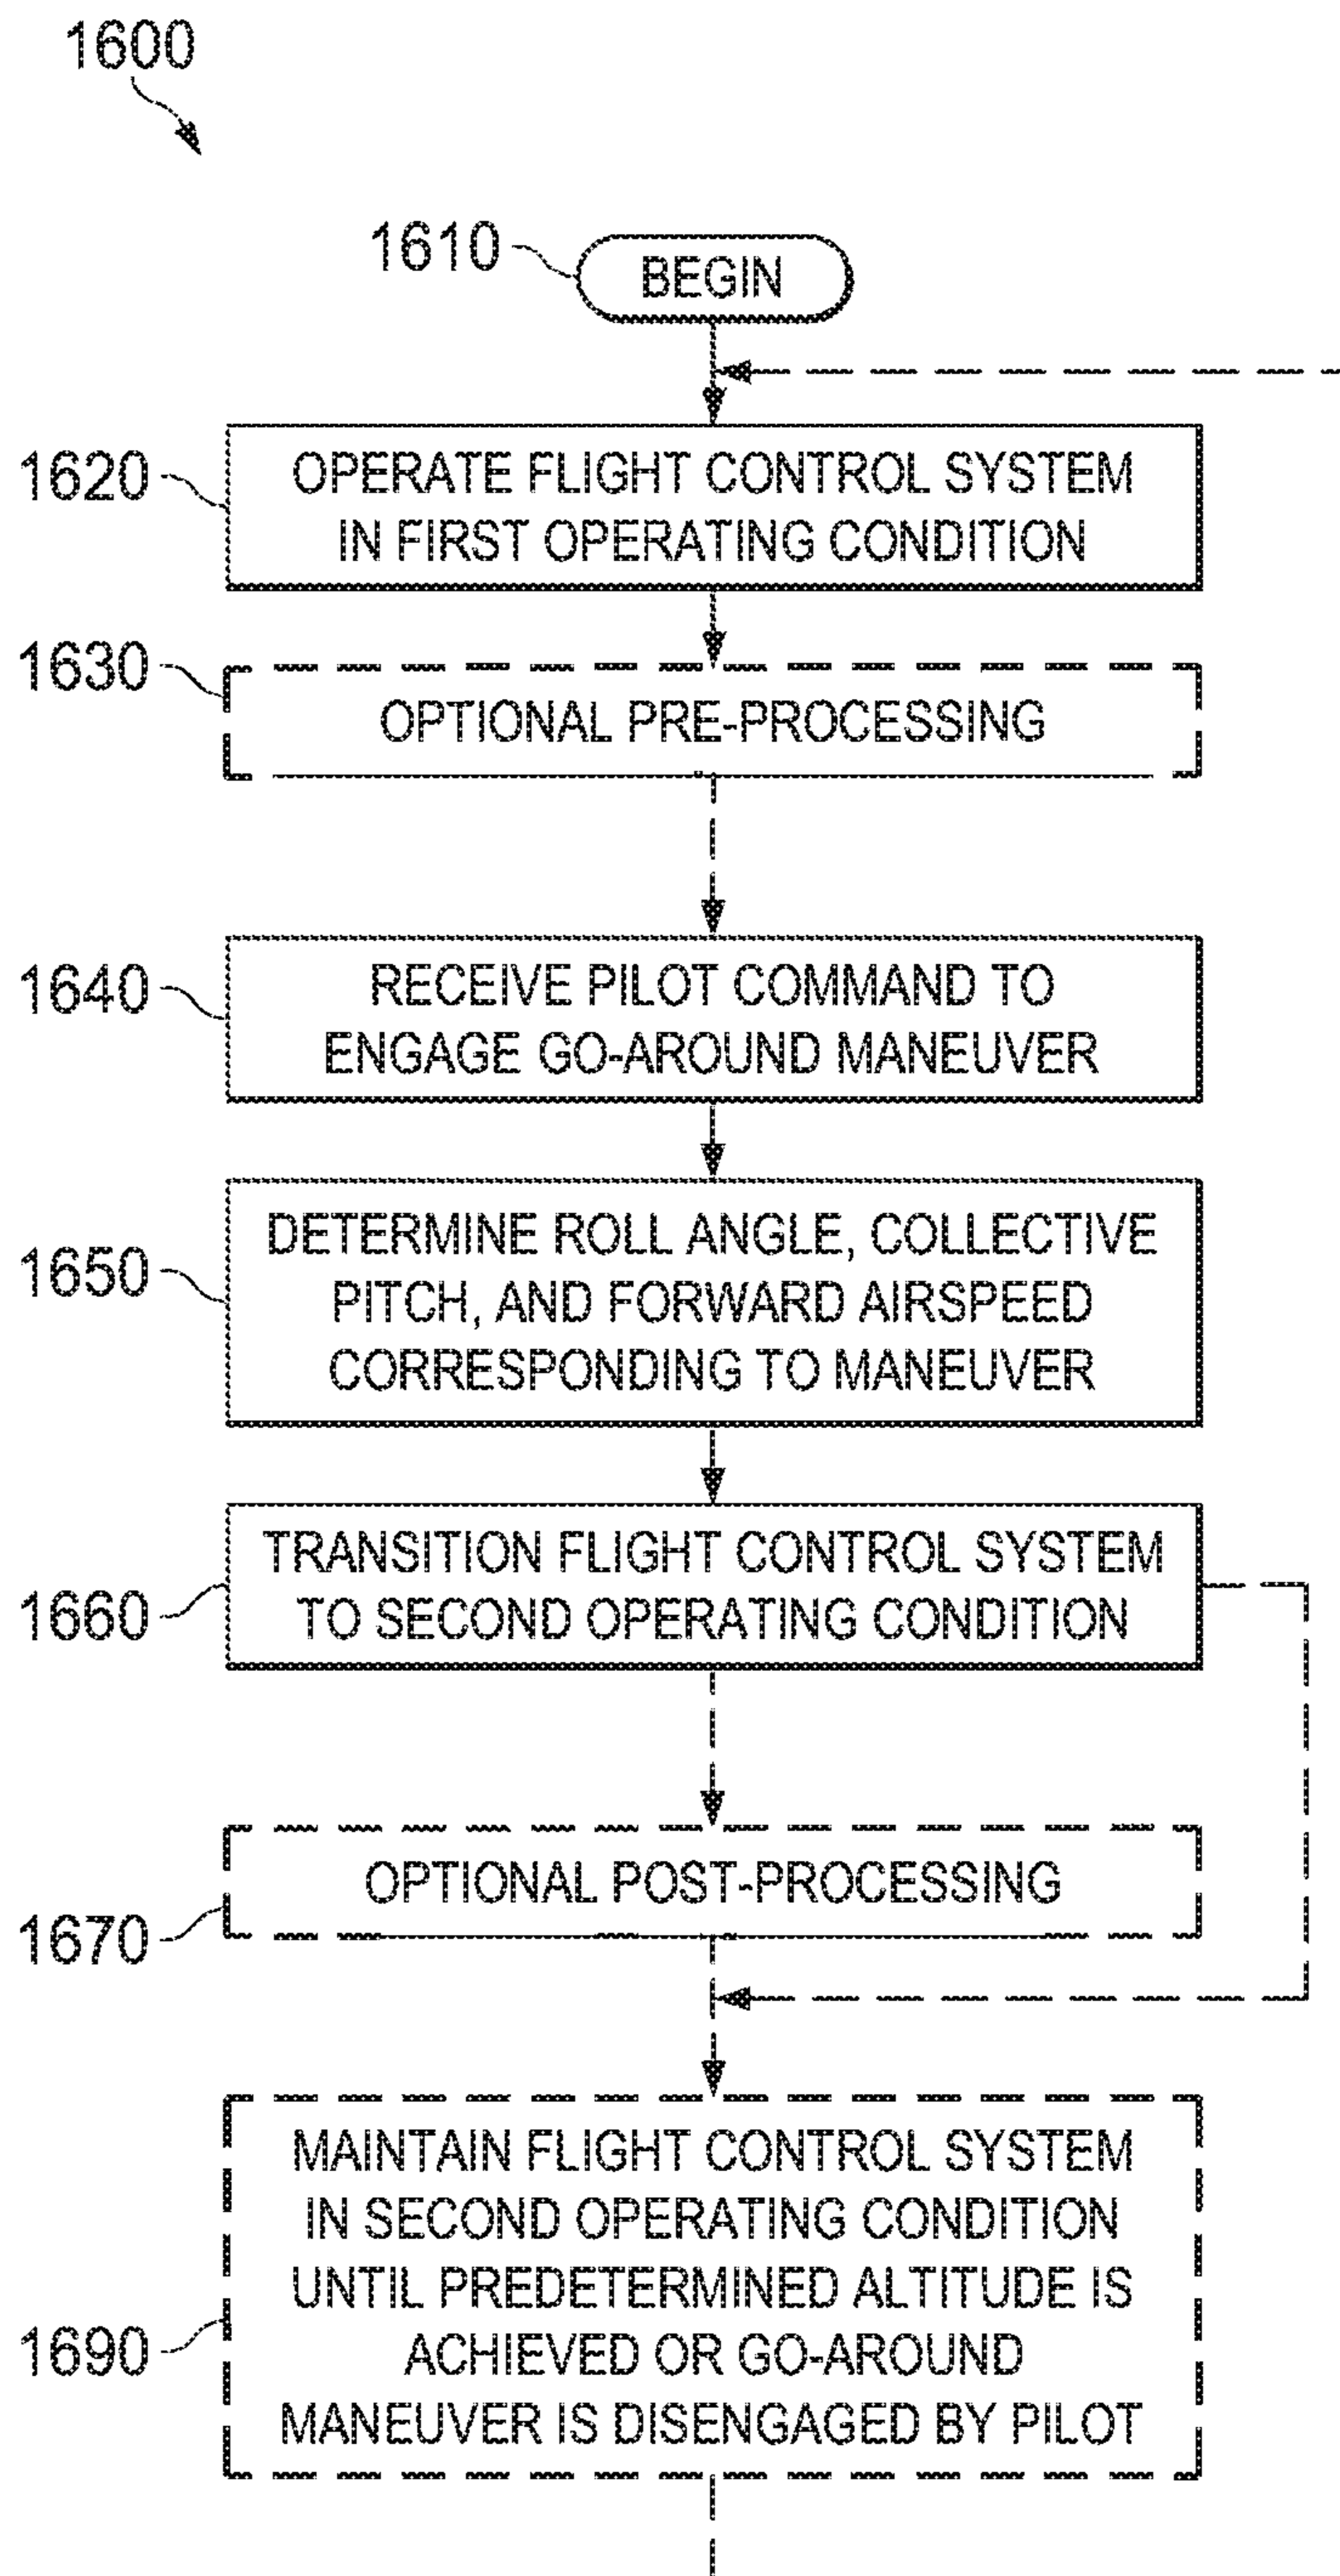 1600
1610
BEGIN
1620
OPERATE FLIGHT CONTROL SYSTEM
IN FIRST OPERATING CONDITION
1630
OPTIONAL PRE-PROCESSING
1640
RECEIVE PILOT COMMAND TO
ENGAGE GO-AROUND MANEUVER
1650
DETERMINE ROLL ANGLE, COLLECTIVE
PITCH, AND FORWARD AIRSPEED
CORRESPONDING TO MANEUVER
1660
TRANSITION FLIGHT CONTROL SYSTEM
TO SECOND OPERATING CONDITION
1670
OPTIONAL POST-PROCESSING
1690
MAINTAIN FLIGHT CONTROL SYSTEM
IN SECOND OPERATING CONDITION
UNTIL PREDETERMINED ALTITUDE IS
ACHIEVED OR GO-AROUND
MANEUVER IS DISENGAGED BY PILOT